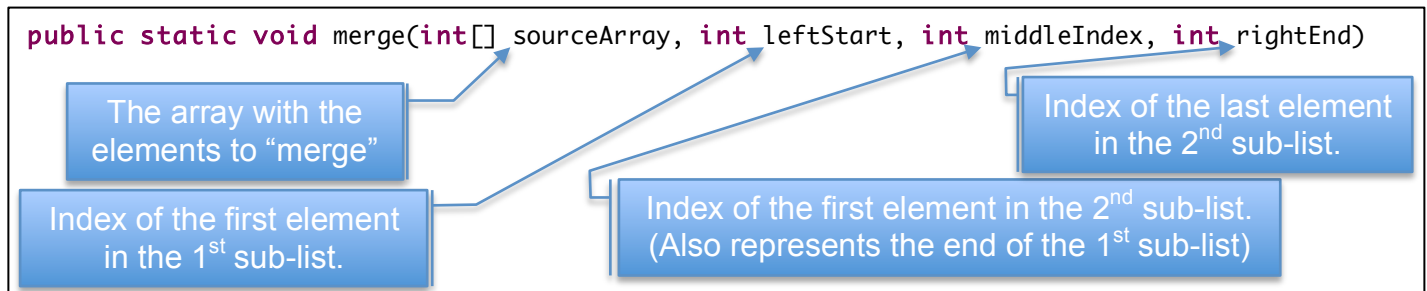 public static void merge(int[] sourceArray, int leftStart, int middleIndex, int rightEnd)
The array with the
elements to “merge”
Index of the last element
in the 2nd sub-list.
Index of the first element
in the 1st sub-list.
Index of the first element in the 2nd sub-list.
(Also represents the end of the 1st sub-list)